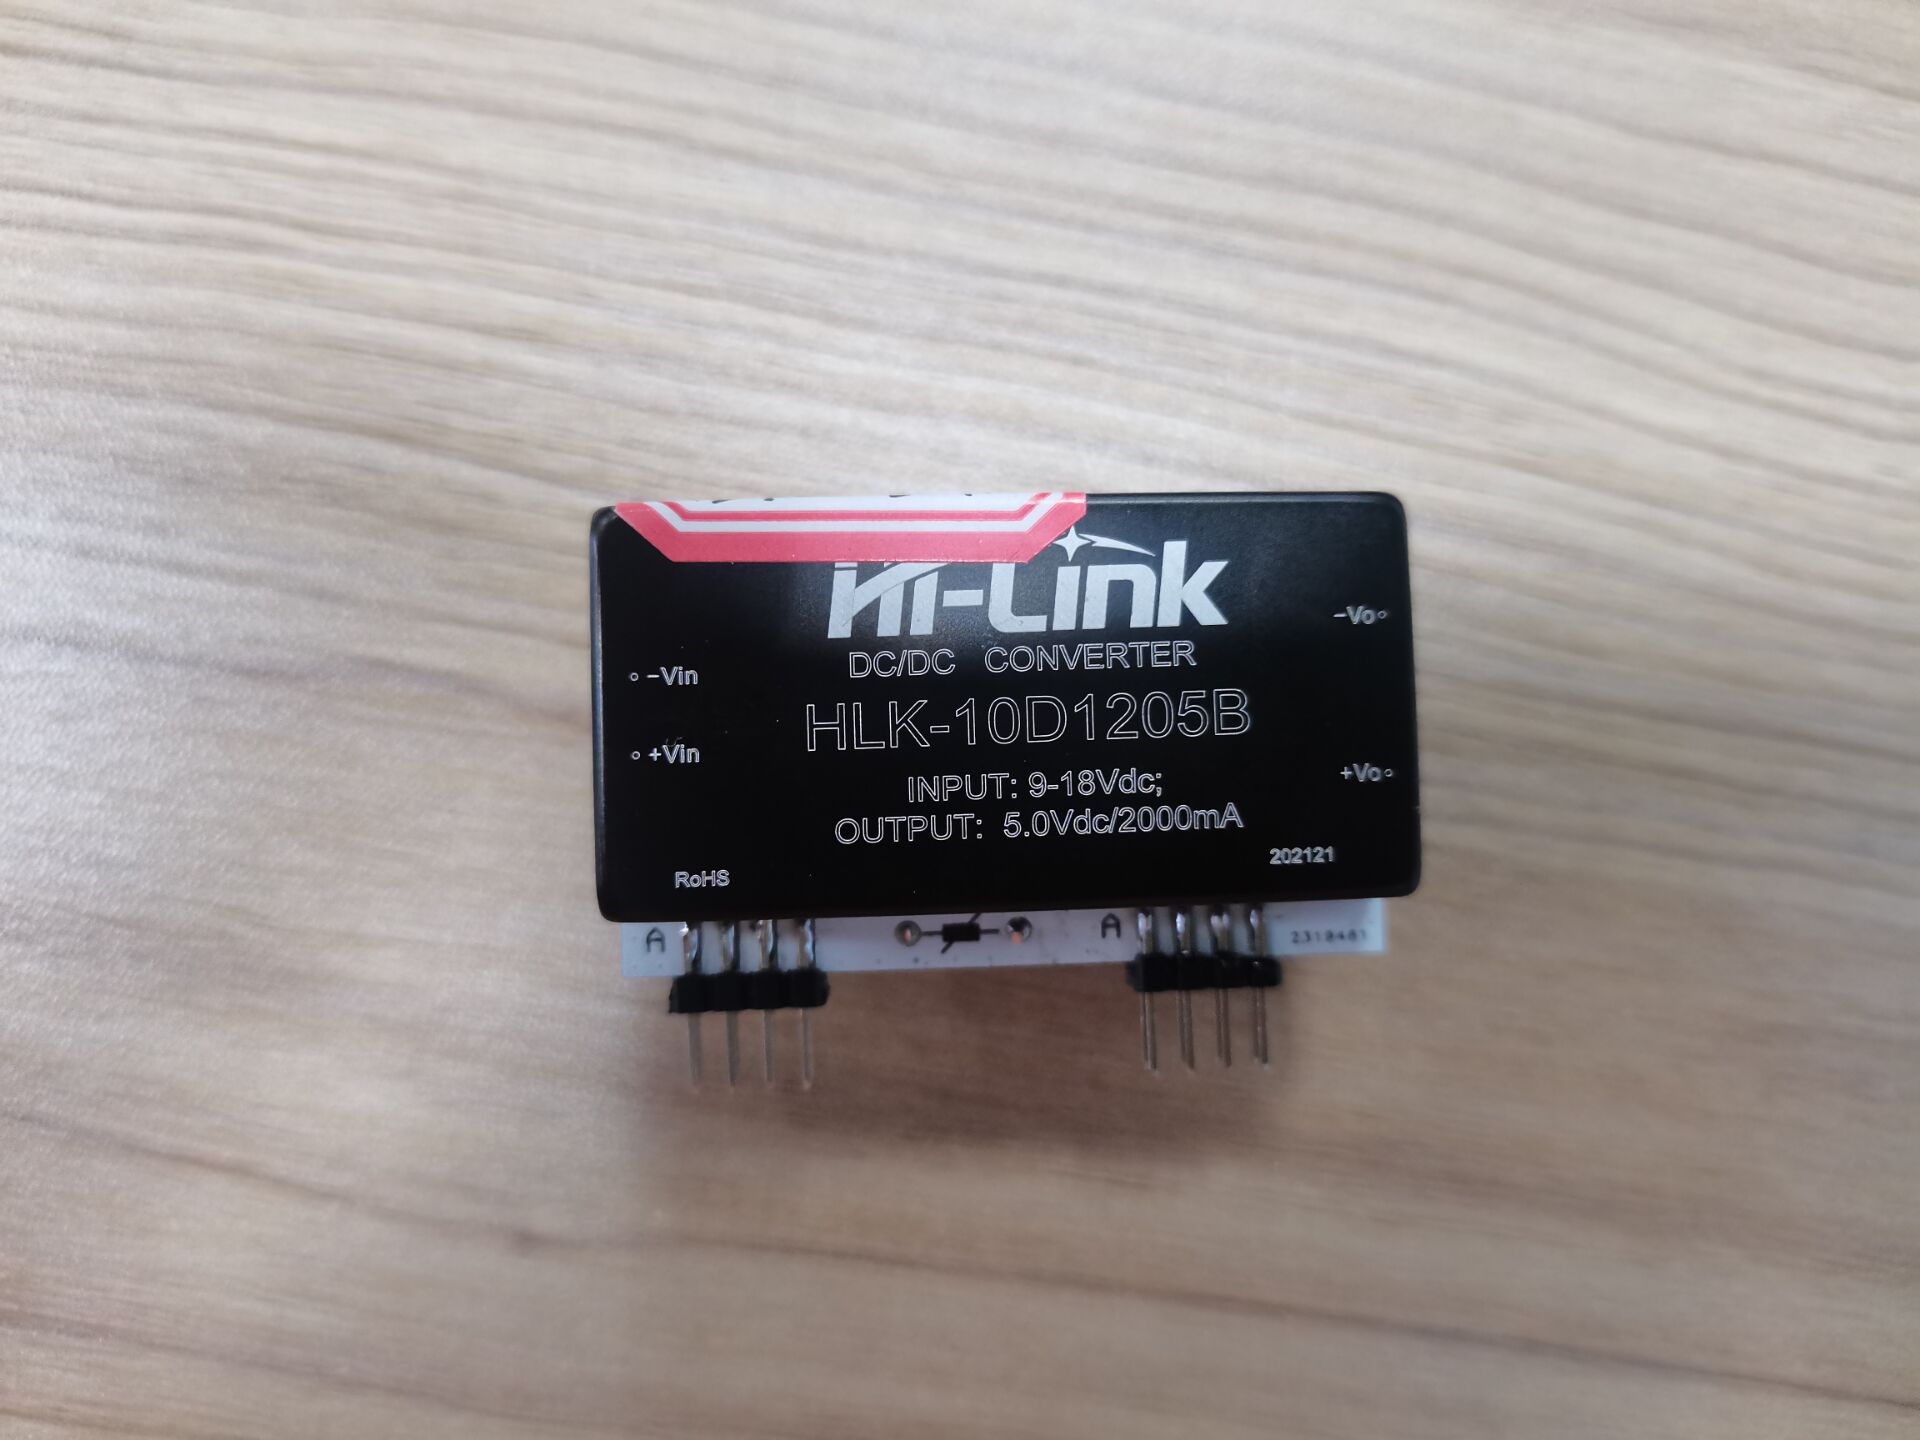 Hi-Link
DC/DC CONVERTER
HLK-10D1205B
INPUT: 9-18Vdc;
OUTPUT: 5.0Vdc/2000mA
-Vin
+Vin
-Vo
+Vo
RoHS
202121
A
A